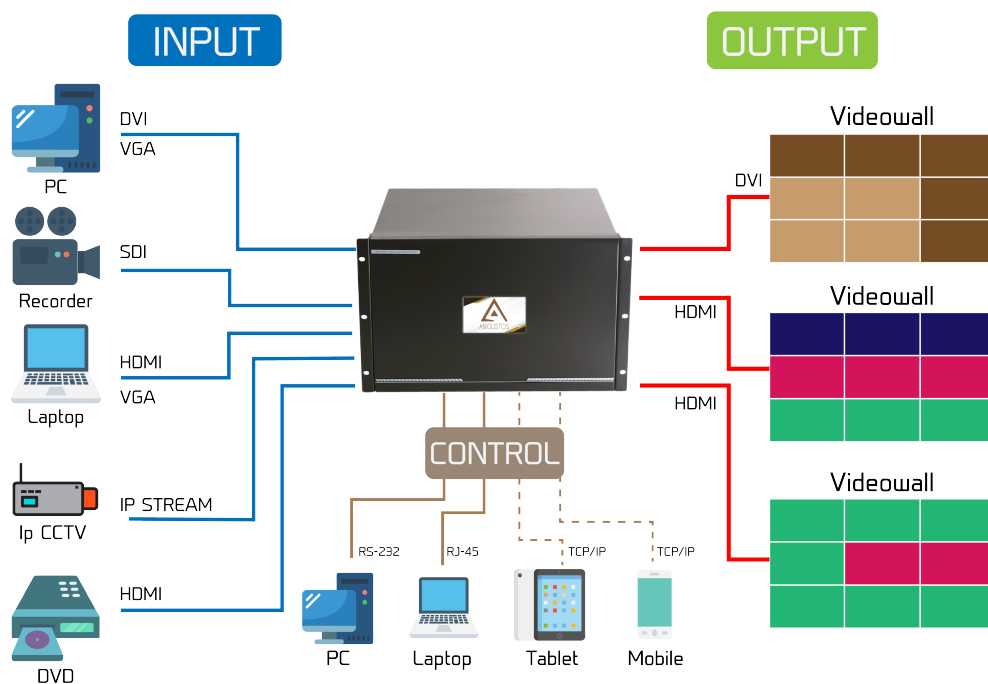 INPUT
OUTPUT
DVI
VGA
PC
SDI
Recorder
HDMI
VGA
Laptop
IP STREAM
Ip CCTV
HDMI
DVD
ANGUSTOS
CONTROL
RS-232
RJ-45
TCP/IP
TCP/IP
PC
Laptop
Tablet
Mobile
Videowall
DVI
Videowall
HDMI
HDMI
Videowall